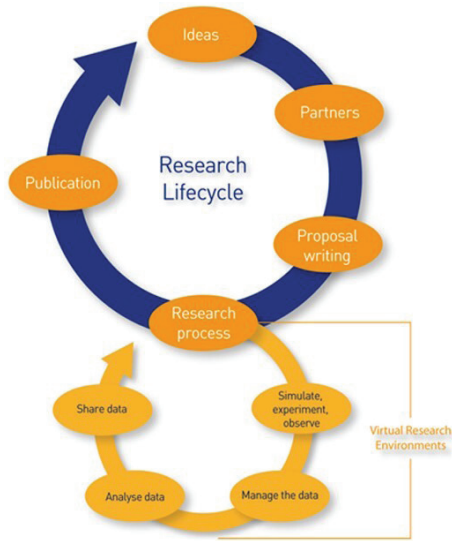 Ideas
Partners
Research
Lifecycle
Publication
Proposal
writing
Research
process
Share data
Simulate,
experiment,
observe
Virtual Research
Environments
Analyse data
Manage the data